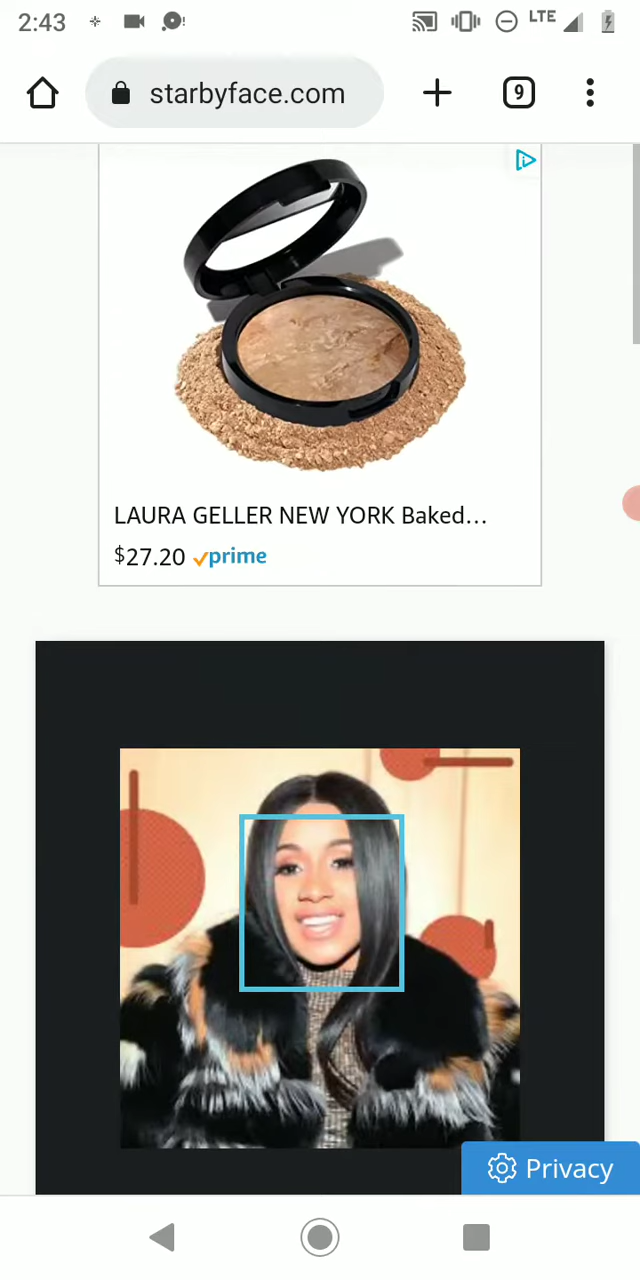 2:43
LTE
starbyface.com
9
LAURA GELLER NEW YORK Baked...
$27.20 prime
Privacy